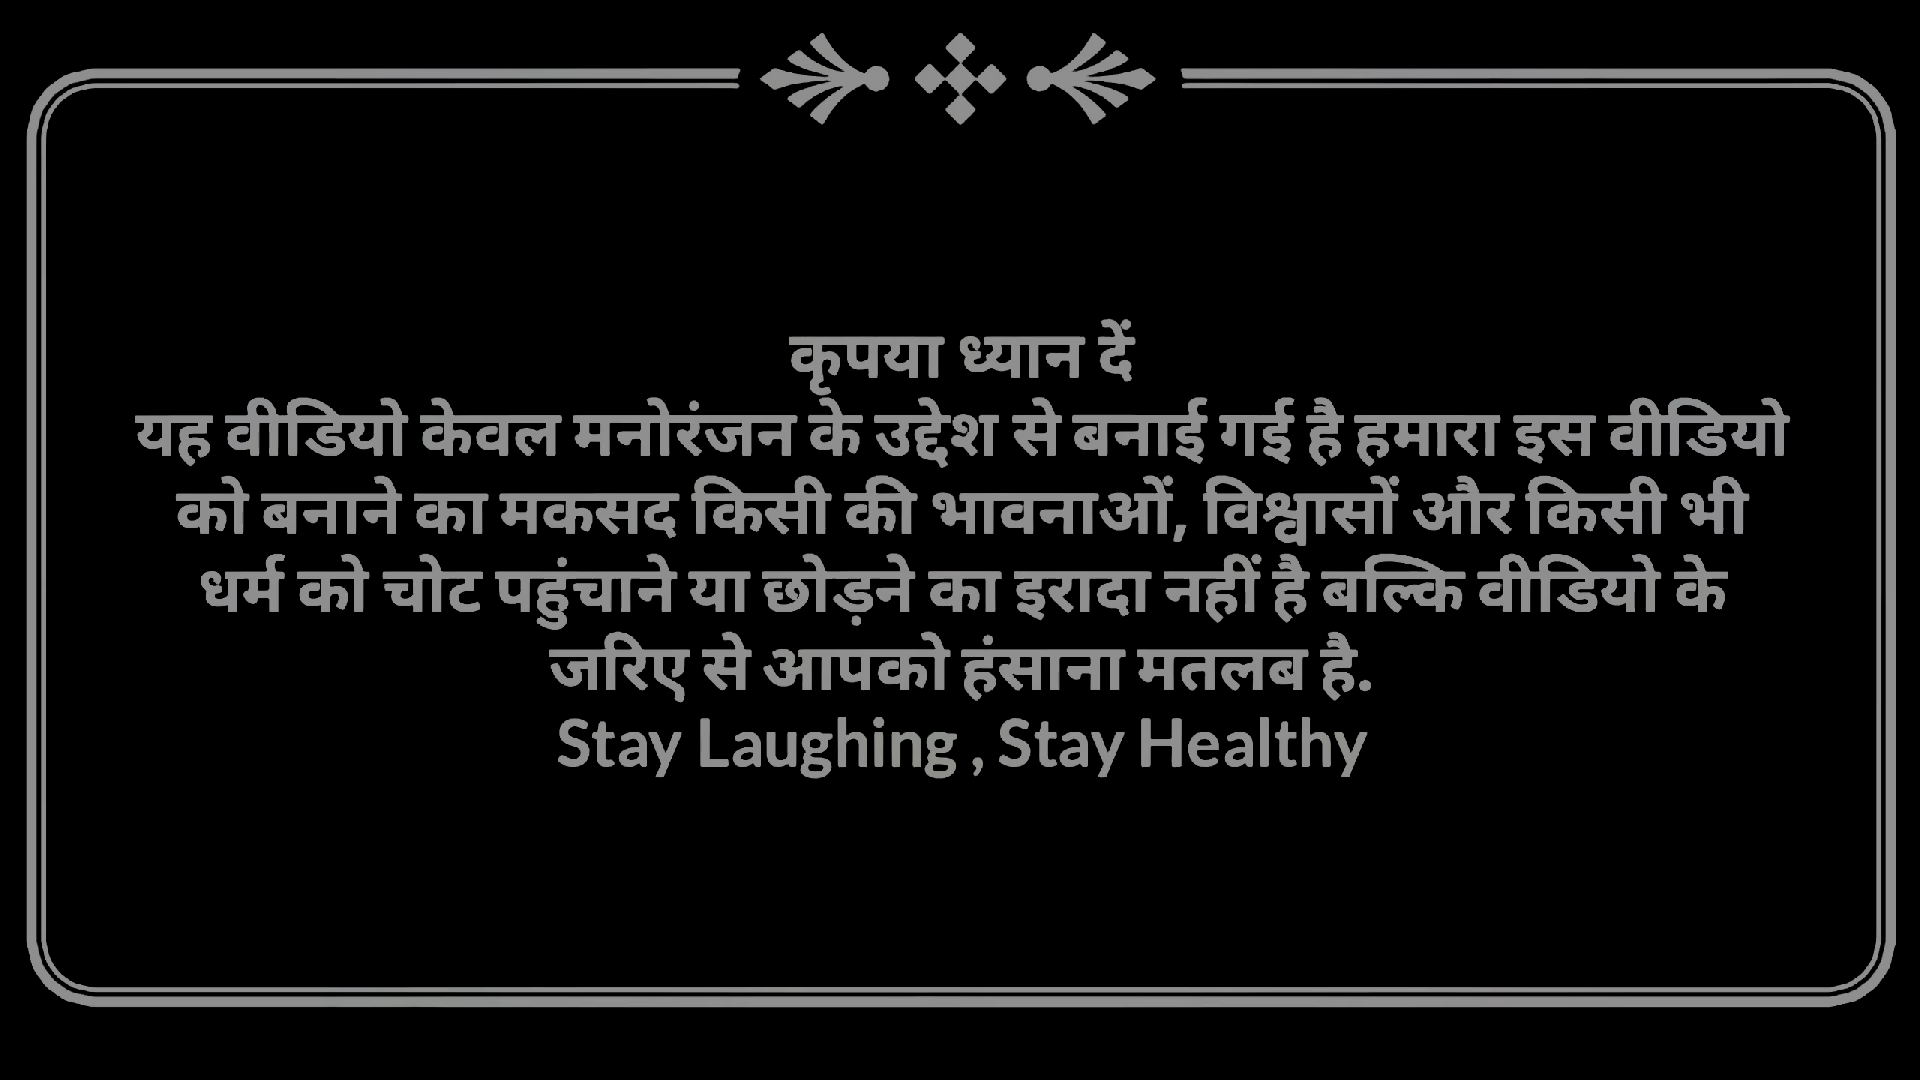 कृपया ध्यान दें
यह वीडियो केवल मनोरंजन के उद्देश से बनाई गई है हमारा इस वीडियो
को बनाने का मकसद किसी की भावनाओं, विश्वासों और किसी भी
धर्म को चोट पहुंचाने या छोड़ने का इरादा नहीं है बल्कि वीडियो के
जरिए से आपको हंसाना मतलब है.
Stay Laughing , Stay Healthy